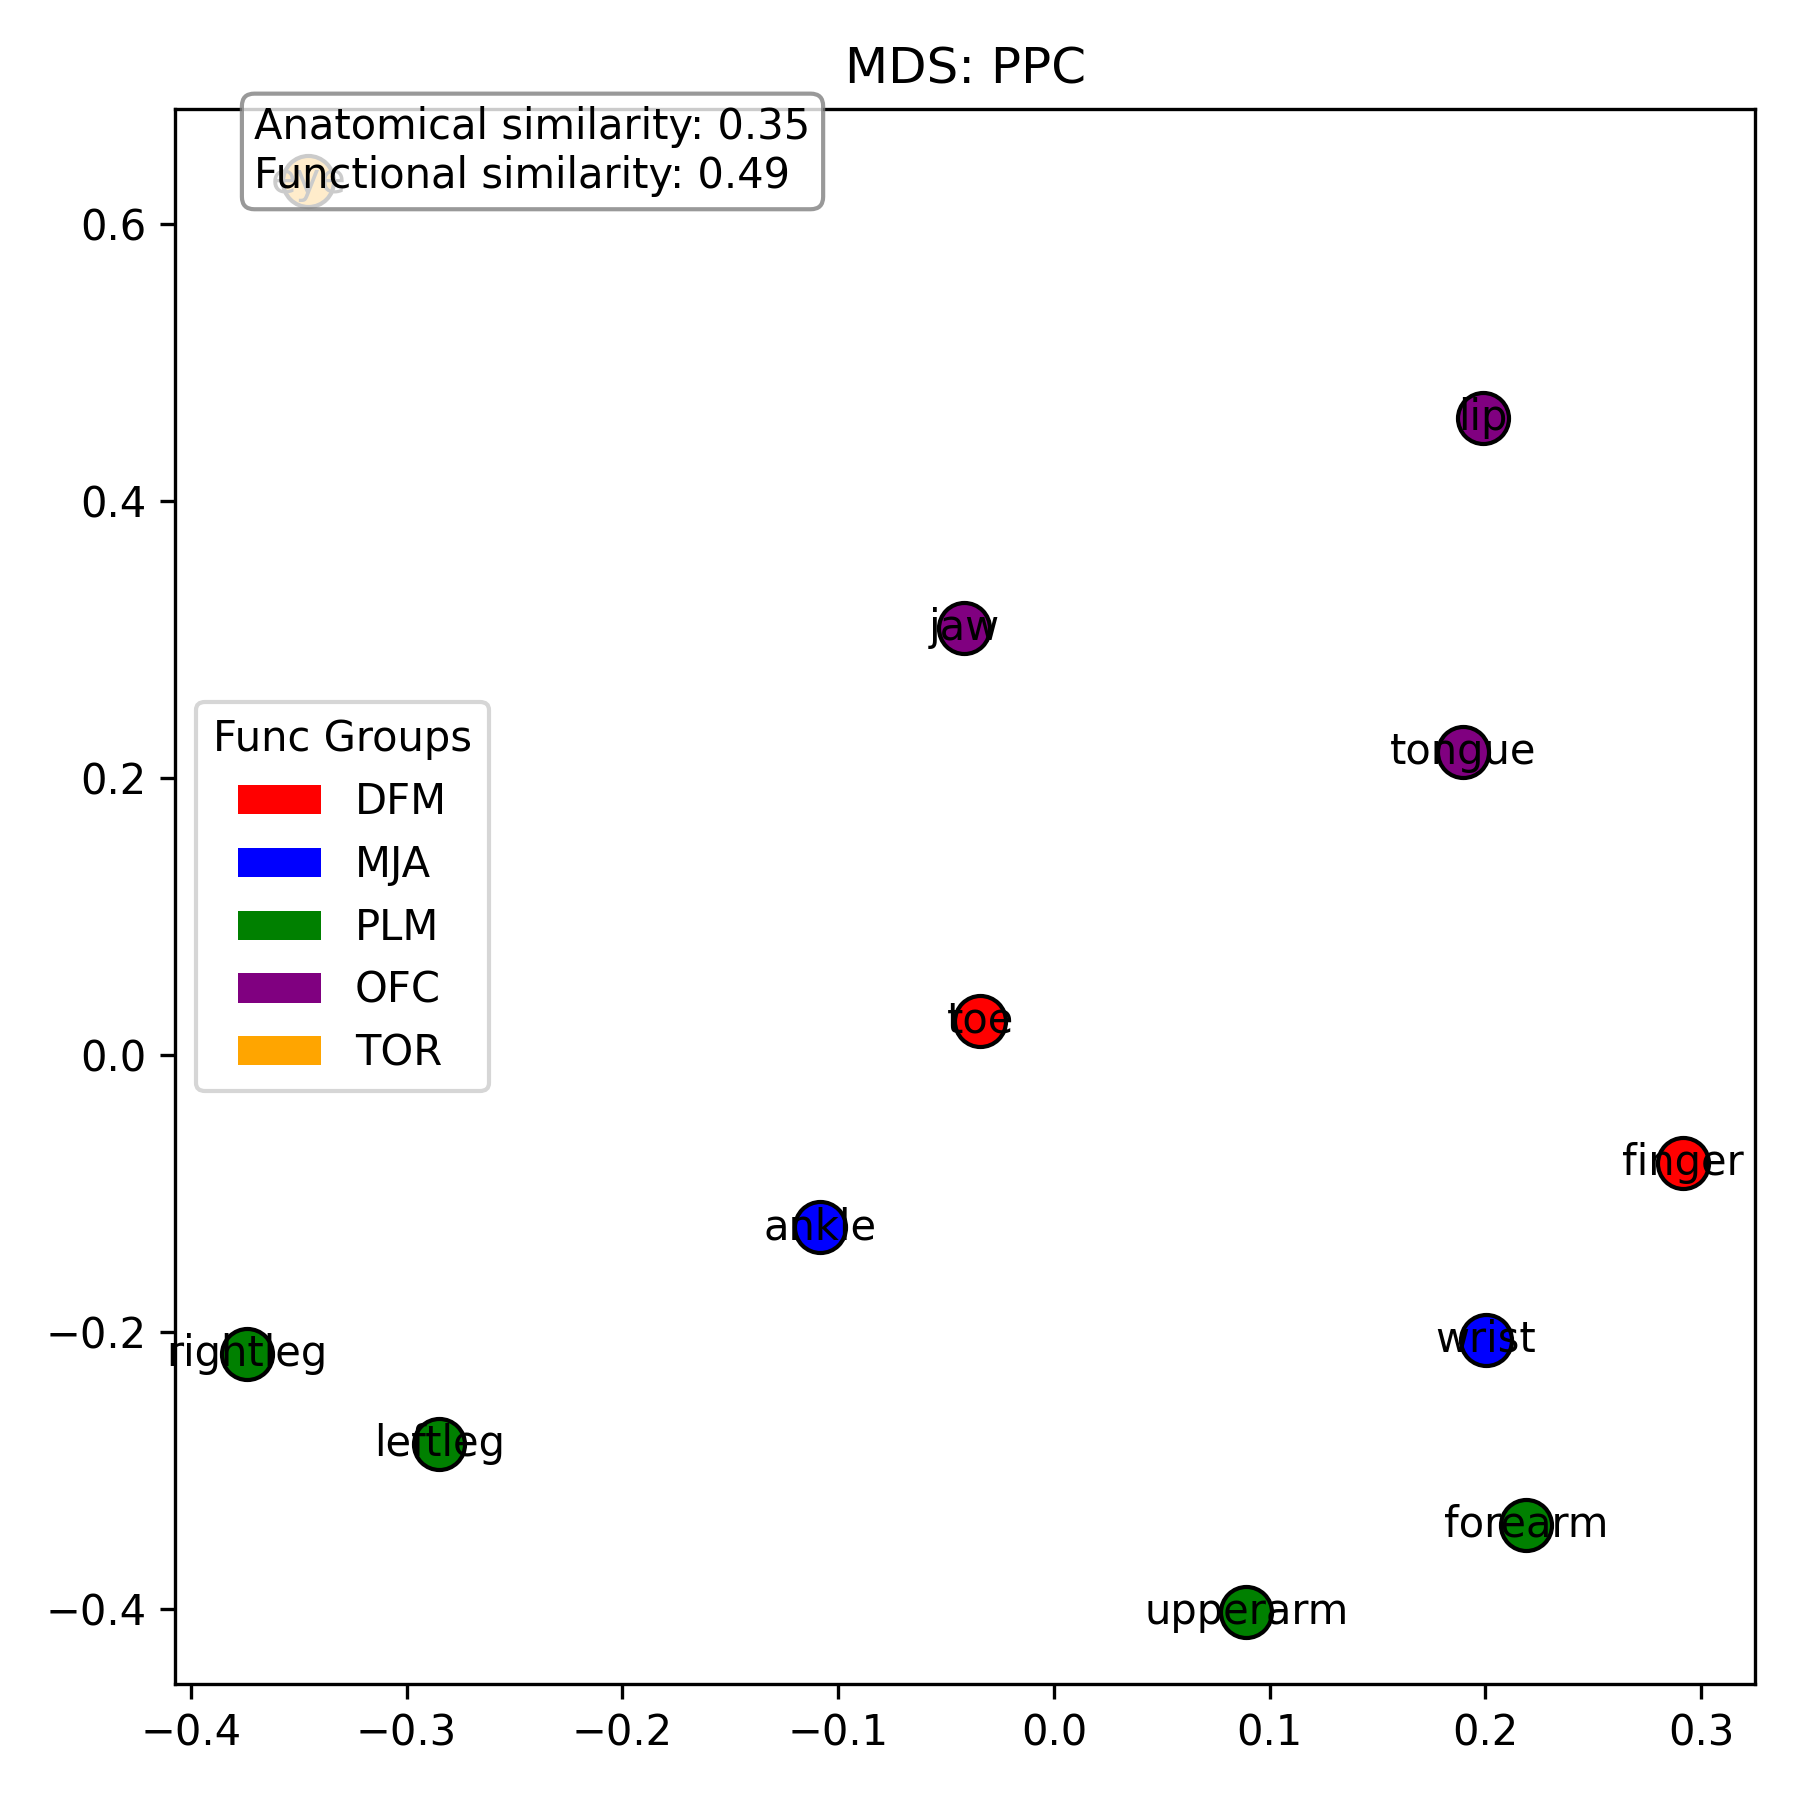 MDS: PPC
Anatomical similarity: 0.35
Functional similarity: 0.49
eye
0.6
lip
0.4
jaw
tongue
0.2
Func Groups
DFM
MJA
PLM
OFC
TOR
toe
0.0
finger
ankle
−0.2
rightleg
wrist
leftleg
forearm
−0.4
upperarm
−0.4 −0.3 −0.2 −0.1 0.0 0.1 0.2 0.3